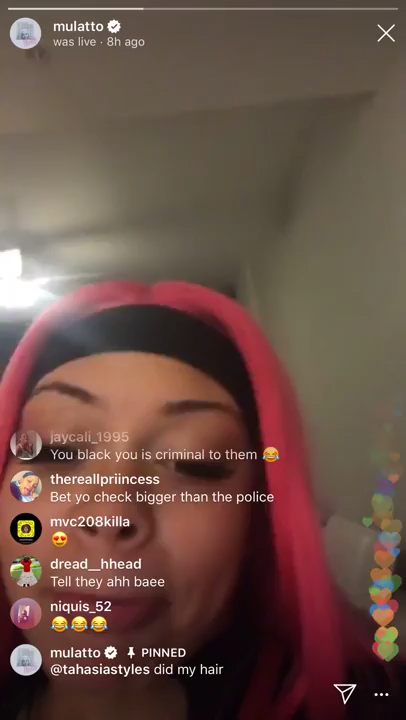 mulatto
was live · 8h ago
jaycali_1995
You black you is criminal to them 😂
thereallpriincess
Bet yo check bigger than the police
mvc208killa
😍
dread__hhead
Tell they ahh baee
niquis_52
😂😂😂
mulatto PINNED
@tahasiastyles did my hair